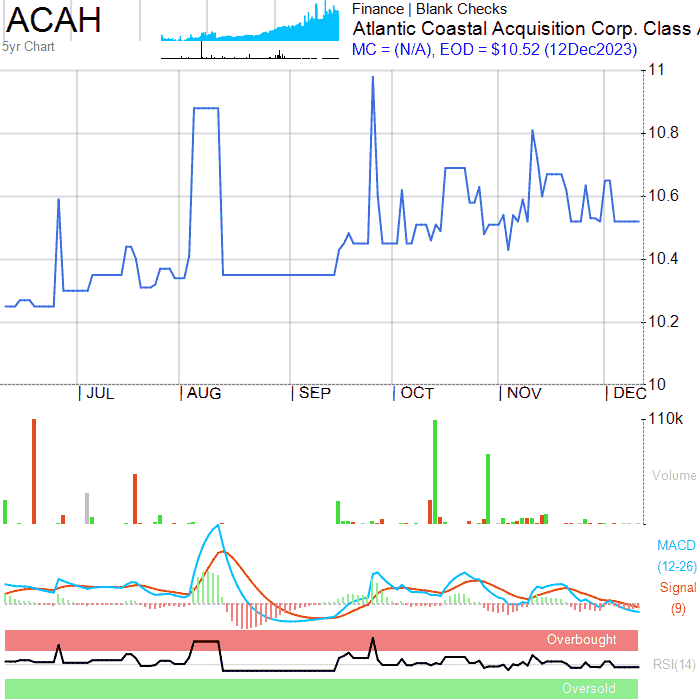 ACAH
5yr Chart
Finance | Blank Checks
Atlantic Coastal Acquisition Corp. Class A
MC = (N/A), EOD = $10.52 (12Dec2023)
11
10.8
10.6
10.4
10.2
10
| JUL | AUG | SEP | OCT | NOV | DEC
110k
Volume
MACD
(12-26)
Signal
(9)
Overbought
RSI(14)
Oversold